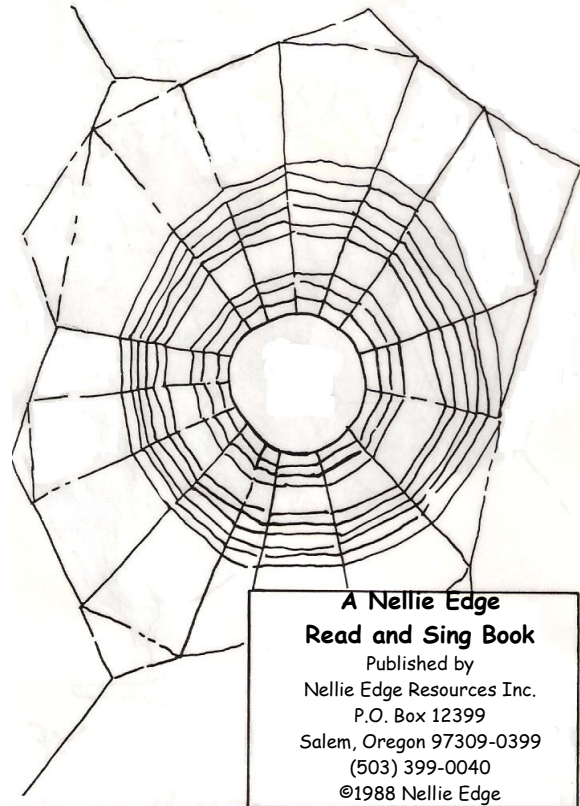 A Nellie Edge
Read and Sing Book
Published by
Nellie Edge Resources Inc.
P.O. Box 12399
Salem, Oregon 97309-0399
(503) 399-0040
©1988 Nellie Edge